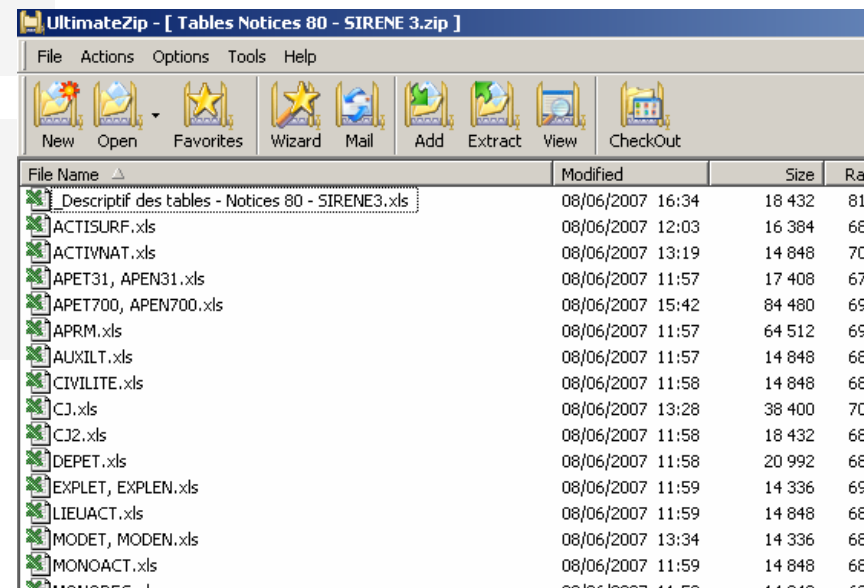 UltimateZip - [ Tables Notices 80 - SIRENE 3.zip ]
File Actions Options Tools Help
New Open Favorites Wizard Mail Add Extract View CheckOut
File Name Modified Size Ra
_Descriptif des tables - Notices 80 - SIRENE3.xls 08/06/2007 16:34 18 432 81
ACTISURF.xls 08/06/2007 12:03 16 384 68
ACTIVNAT.xls 08/06/2007 13:19 14 848 70
APET31, APEN31.xls 08/06/2007 11:57 17 408 67
APET700, APEN700.xls 08/06/2007 15:42 84 480 69
APRM.xls 08/06/2007 11:57 64 512 69
AUXILT.xls 08/06/2007 11:57 14 848 68
CIVILITE.xls 08/06/2007 11:58 14 848 68
CJ.xls 08/06/2007 13:28 38 400 70
CJ2.xls 08/06/2007 11:58 18 432 68
DEPET.xls 08/06/2007 11:58 20 992 68
EXPLET, EXPLEN.xls 08/06/2007 11:59 14 336 69
LIEUACT.xls 08/06/2007 11:59 14 848 68
MODET, MODEN.xls 08/06/2007 13:34 14 336 68
MONOACT.xls 08/06/2007 11:59 14 848 68